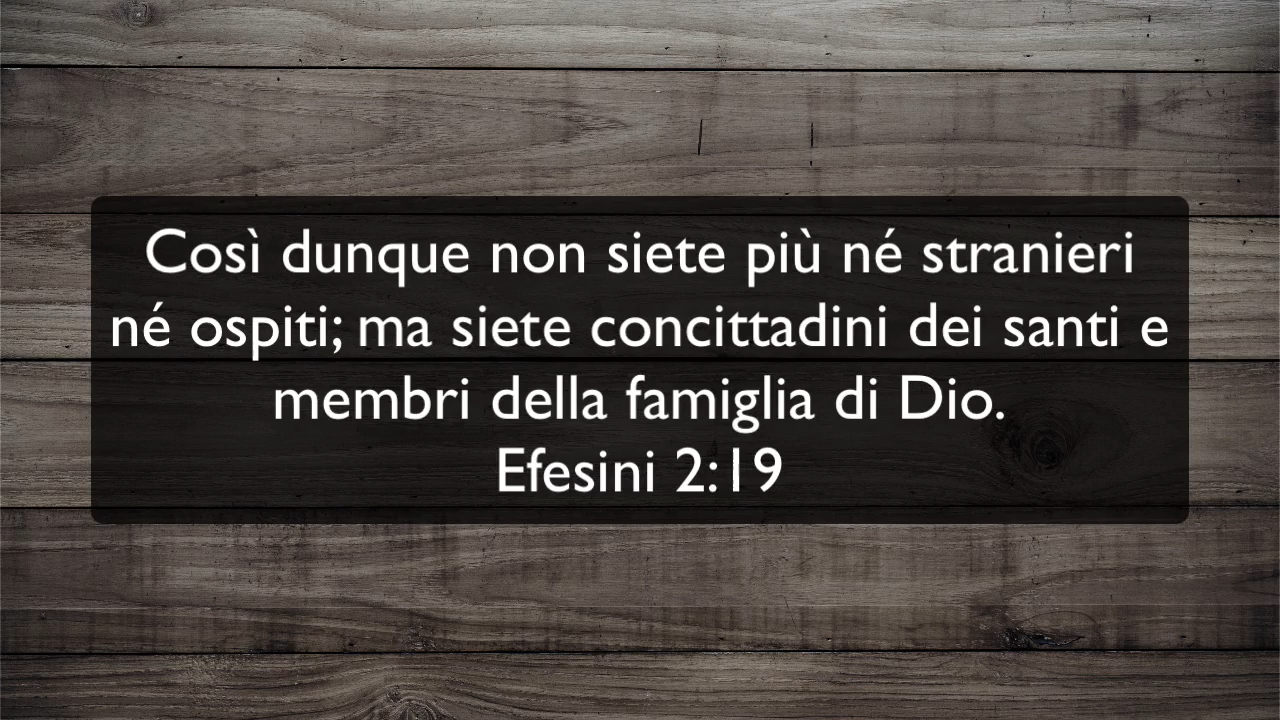 Così dunque non siete più né stranieri
né ospiti; ma siete concittadini dei santi e
membri della famiglia di Dio.
Efesini 2:19